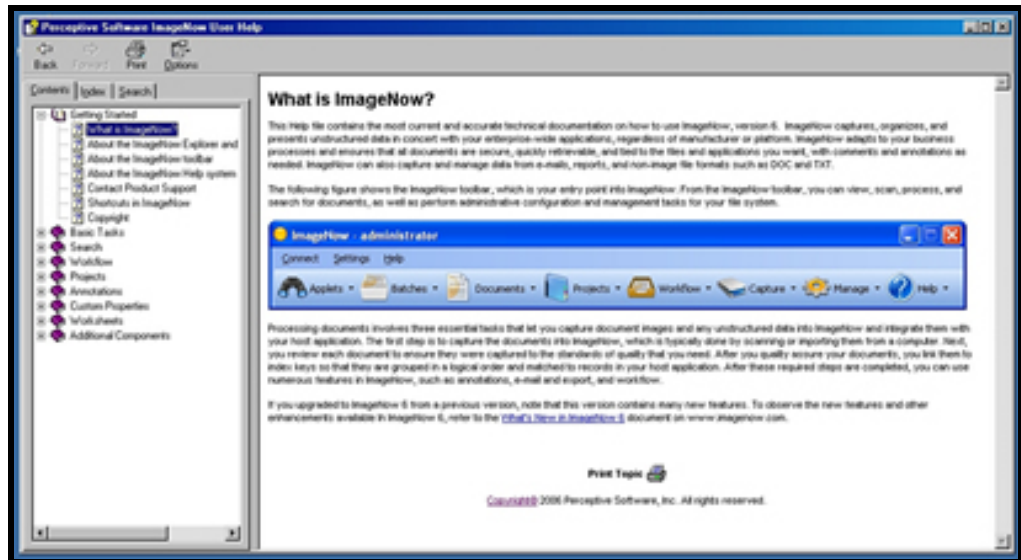 Perceptive Software ImageNow User Help
Back Forward Print Options
Contents Index Search
Getting Started
What is ImageNow?
About the ImageNow Explorer and
About the ImageNow toolbar
About the ImageNow Help system
Contact Product Support
Shortcuts in ImageNow
Copyright
Basic Tasks
Search
Workflow
Projects
Annotations
Custom Properties
Worksheets
Additional Components
What is ImageNow?
This Help file contains the most current and accurate technical documentation on how to use ImageNow, version 6. ImageNow captures, organizes, and
presents unstructured data in concert with your enterprise-wide applications, regardless of manufacturer or platform. ImageNow adapts to your business
processes and ensures that all documents are secure, quickly retrievable, and tied to the files and applications you want, with comments and annotations as
needed. ImageNow can also capture and manage data from e-mails, reports, and non-image file formats such as DOC and TXT.
The following figure shows the ImageNow toolbar, which is your entry point into ImageNow. From the ImageNow toolbar, you can view, scan, process, and
search for documents, as well as perform administrative configuration and management tasks for your file system.
ImageNow - administrator
Connect Settings Help
Applets Batches Documents Projects Workflow Capture Manage Help
Processing documents involves three essential tasks that let you capture document images and any unstructured data into ImageNow and integrate them with
your host application. The first step is to capture the documents into ImageNow, which is typically done by scanning or importing them from a computer. Next,
you review each document to ensure they were captured to the standards of quality that you need. After you quality assure your documents, you link them to
index keys so that they are grouped in a logical order and matched to records in your host application. After these required steps are completed, you can use
numerous features in ImageNow, such as annotations, e-mail and export, and workflow.
If you upgraded to ImageNow 6 from a previous version, note that this version contains many new features. To observe the new features and other
enhancements available in ImageNow 6, refer to the What's New in ImageNow 6 document on www.imagenow.com.
Print Topic
Copyright© 2006 Perceptive Software, Inc. All rights reserved.